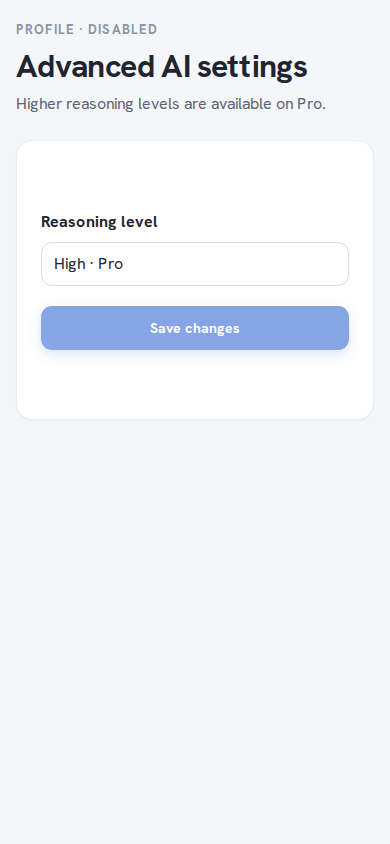 PROFILE · DISABLED
Advanced AI settings
Higher reasoning levels are available on Pro.
Reasoning level
High · Pro
Save changes